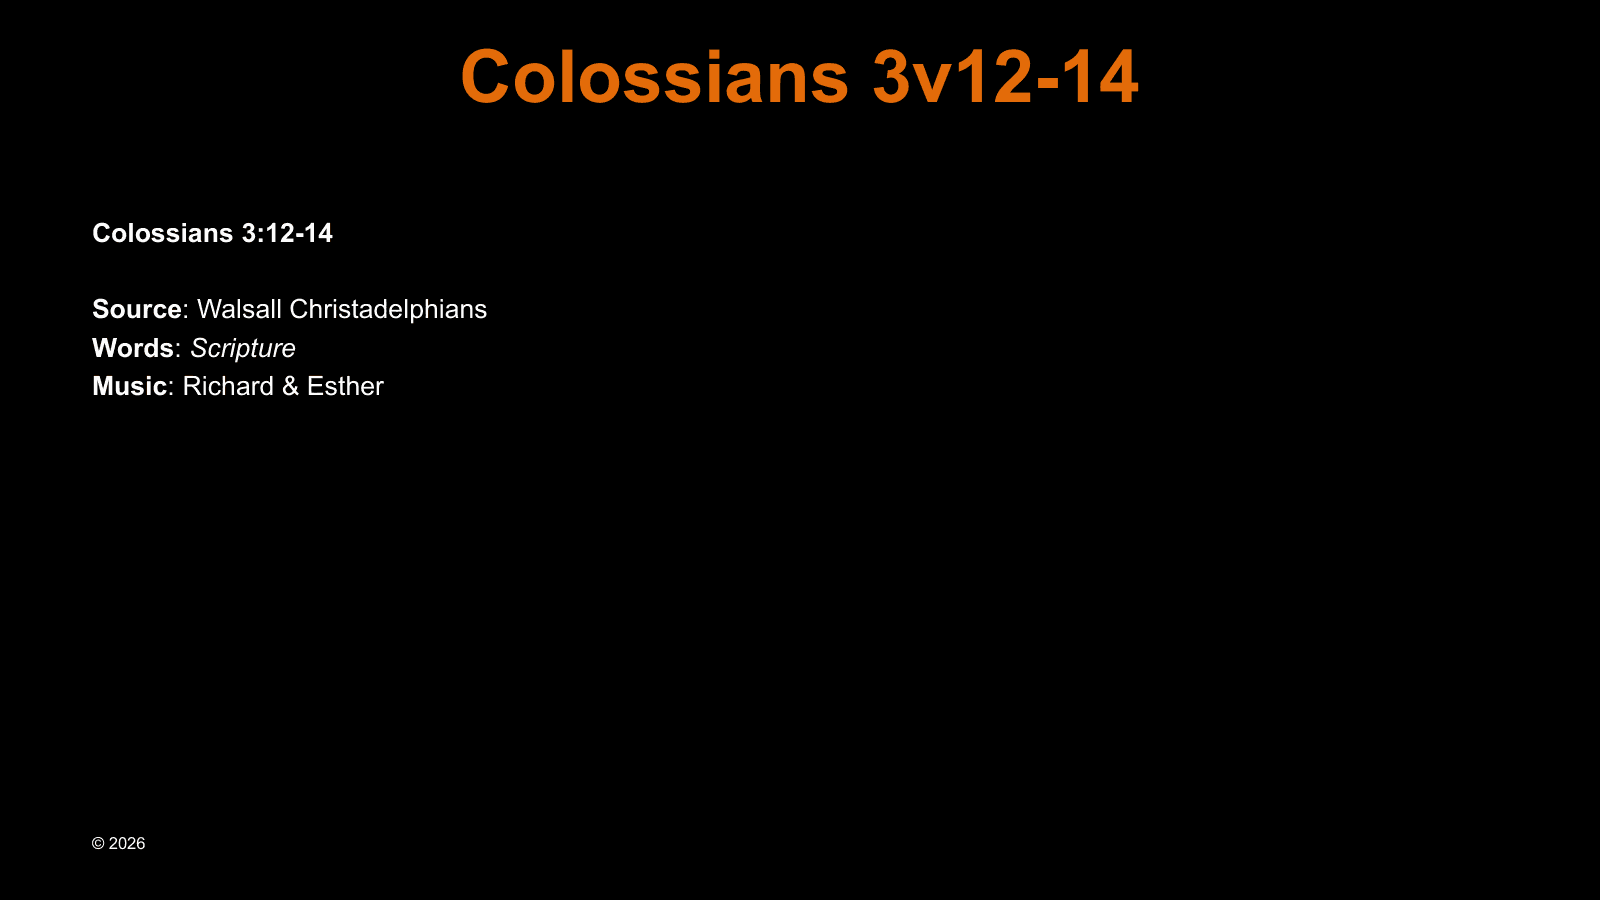 Colossians 3v12-14
Colossians 3:12-14
Source: Walsall Christadelphians
Words: Scripture
Music: Richard & Esther
© 2026